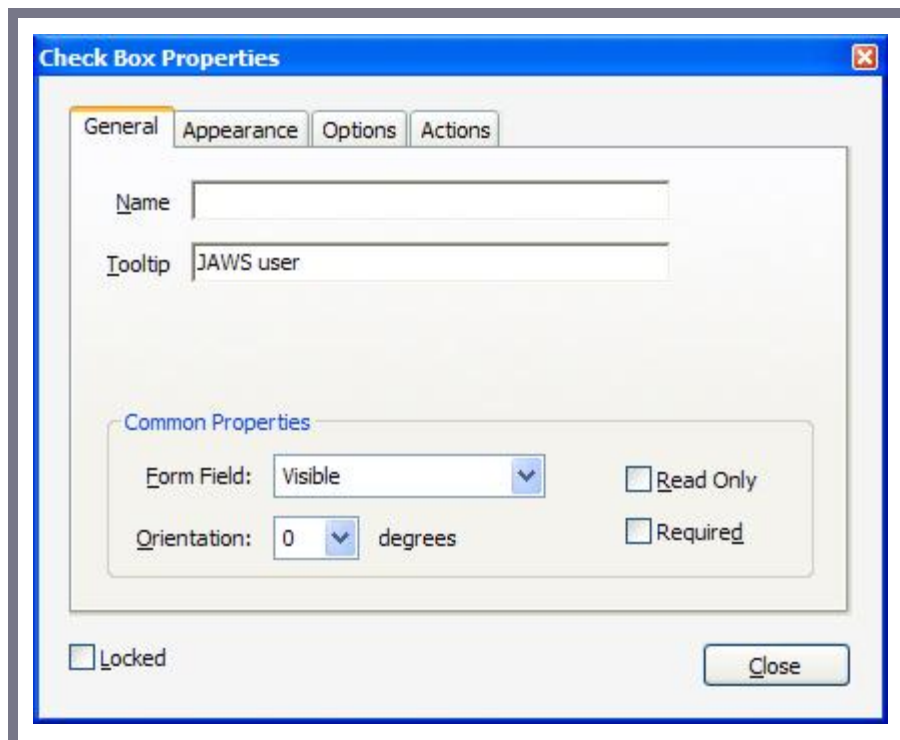 Check Box Properties
General Appearance Options Actions
Name
Tooltip JAWS user
Common Properties
Form Field: Visible Read Only
Orientation: 0 degrees Required
Locked Close